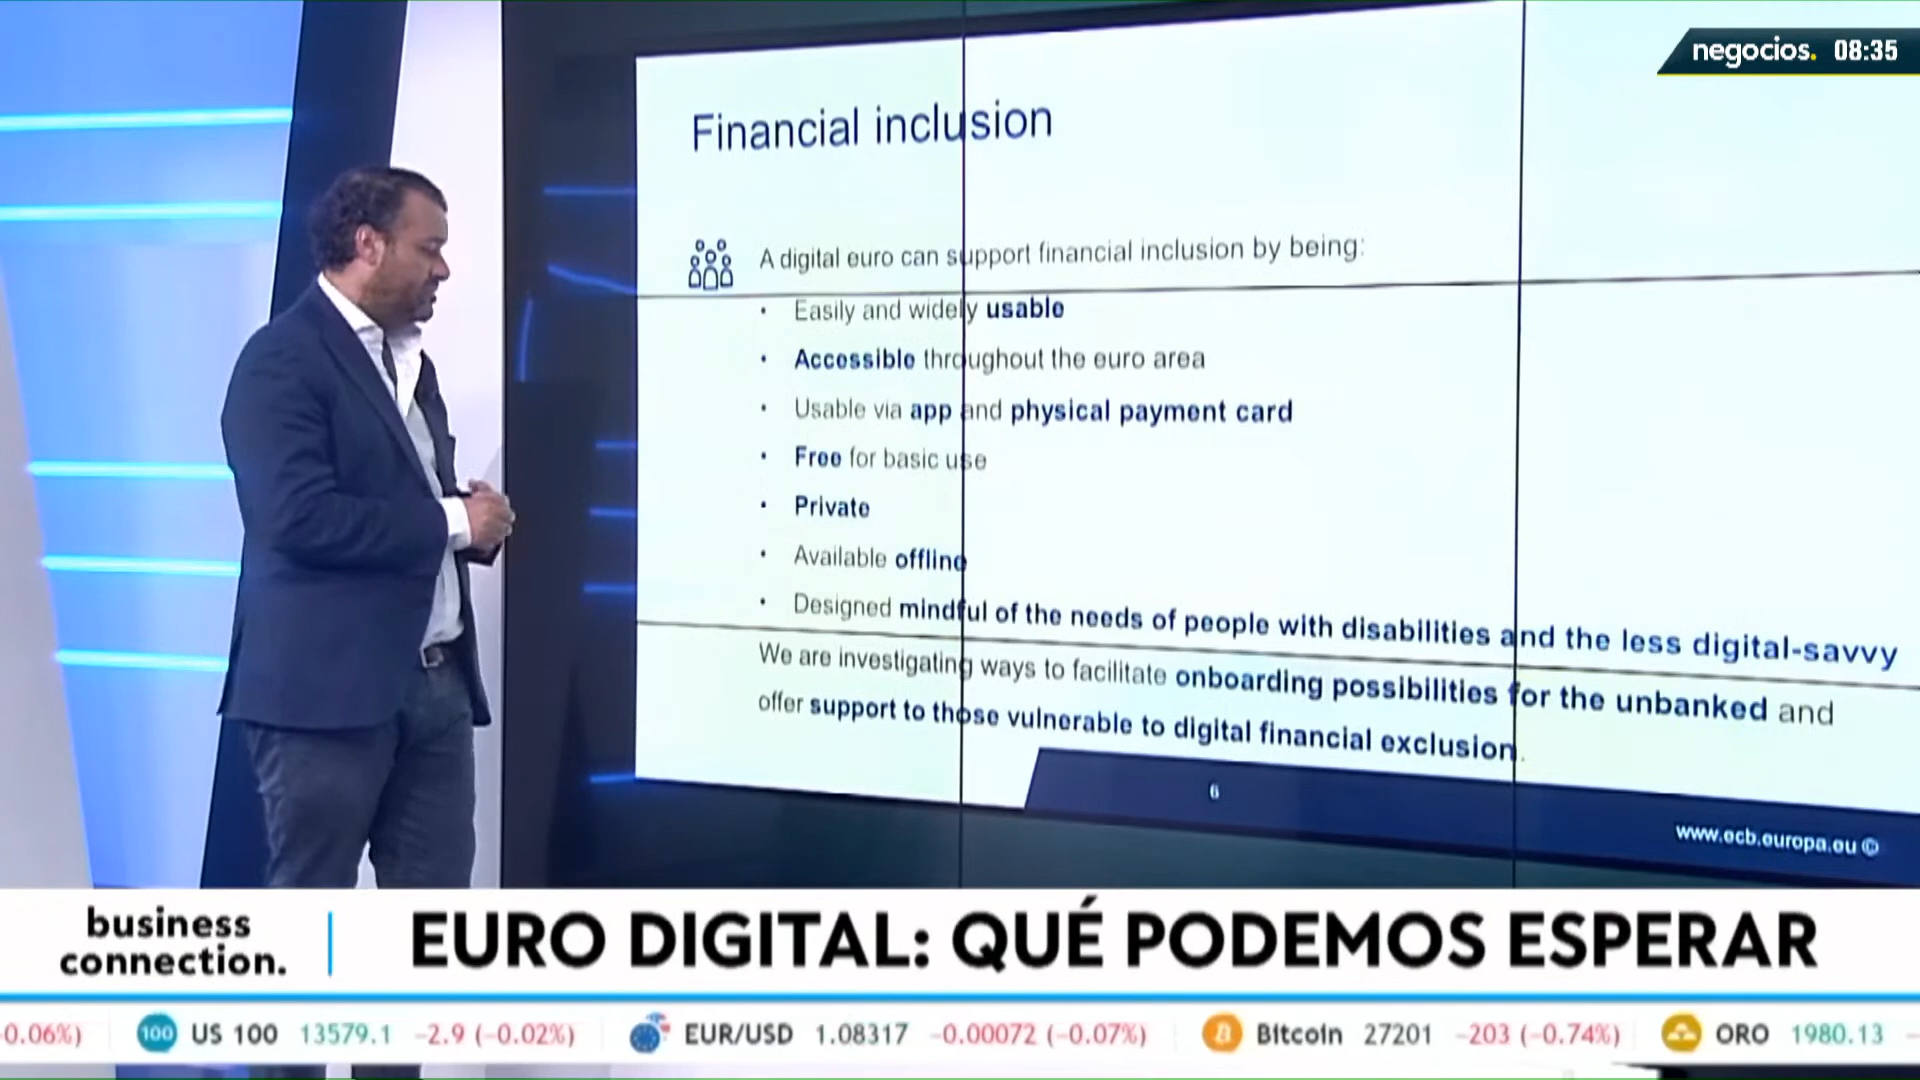 negocios. 08:35
Financial inclusion
A digital euro can support financial inclusion by being:
• Easily and widely usable
• Accessible throughout the euro area
• Usable via app and physical payment card
• Free for basic use
• Private
• Available offline
• Designed mindful of the needs of people with disabilities and the less digital-savvy
We are investigating ways to facilitate onboarding possibilities for the unbanked and
offer support to those vulnerable to digital financial exclusion.
6
www.ecb.europa.eu ©
business
connection.
EURO DIGITAL: QUÉ PODEMOS ESPERAR
0.06%) 100 US 100 13579.1 -2.9 (-0.02%) EUR/USD 1.08317 -0.00072 (-0.07%) Bitcoin 27201 -203 (-0.74%) ORO 1980.13 -